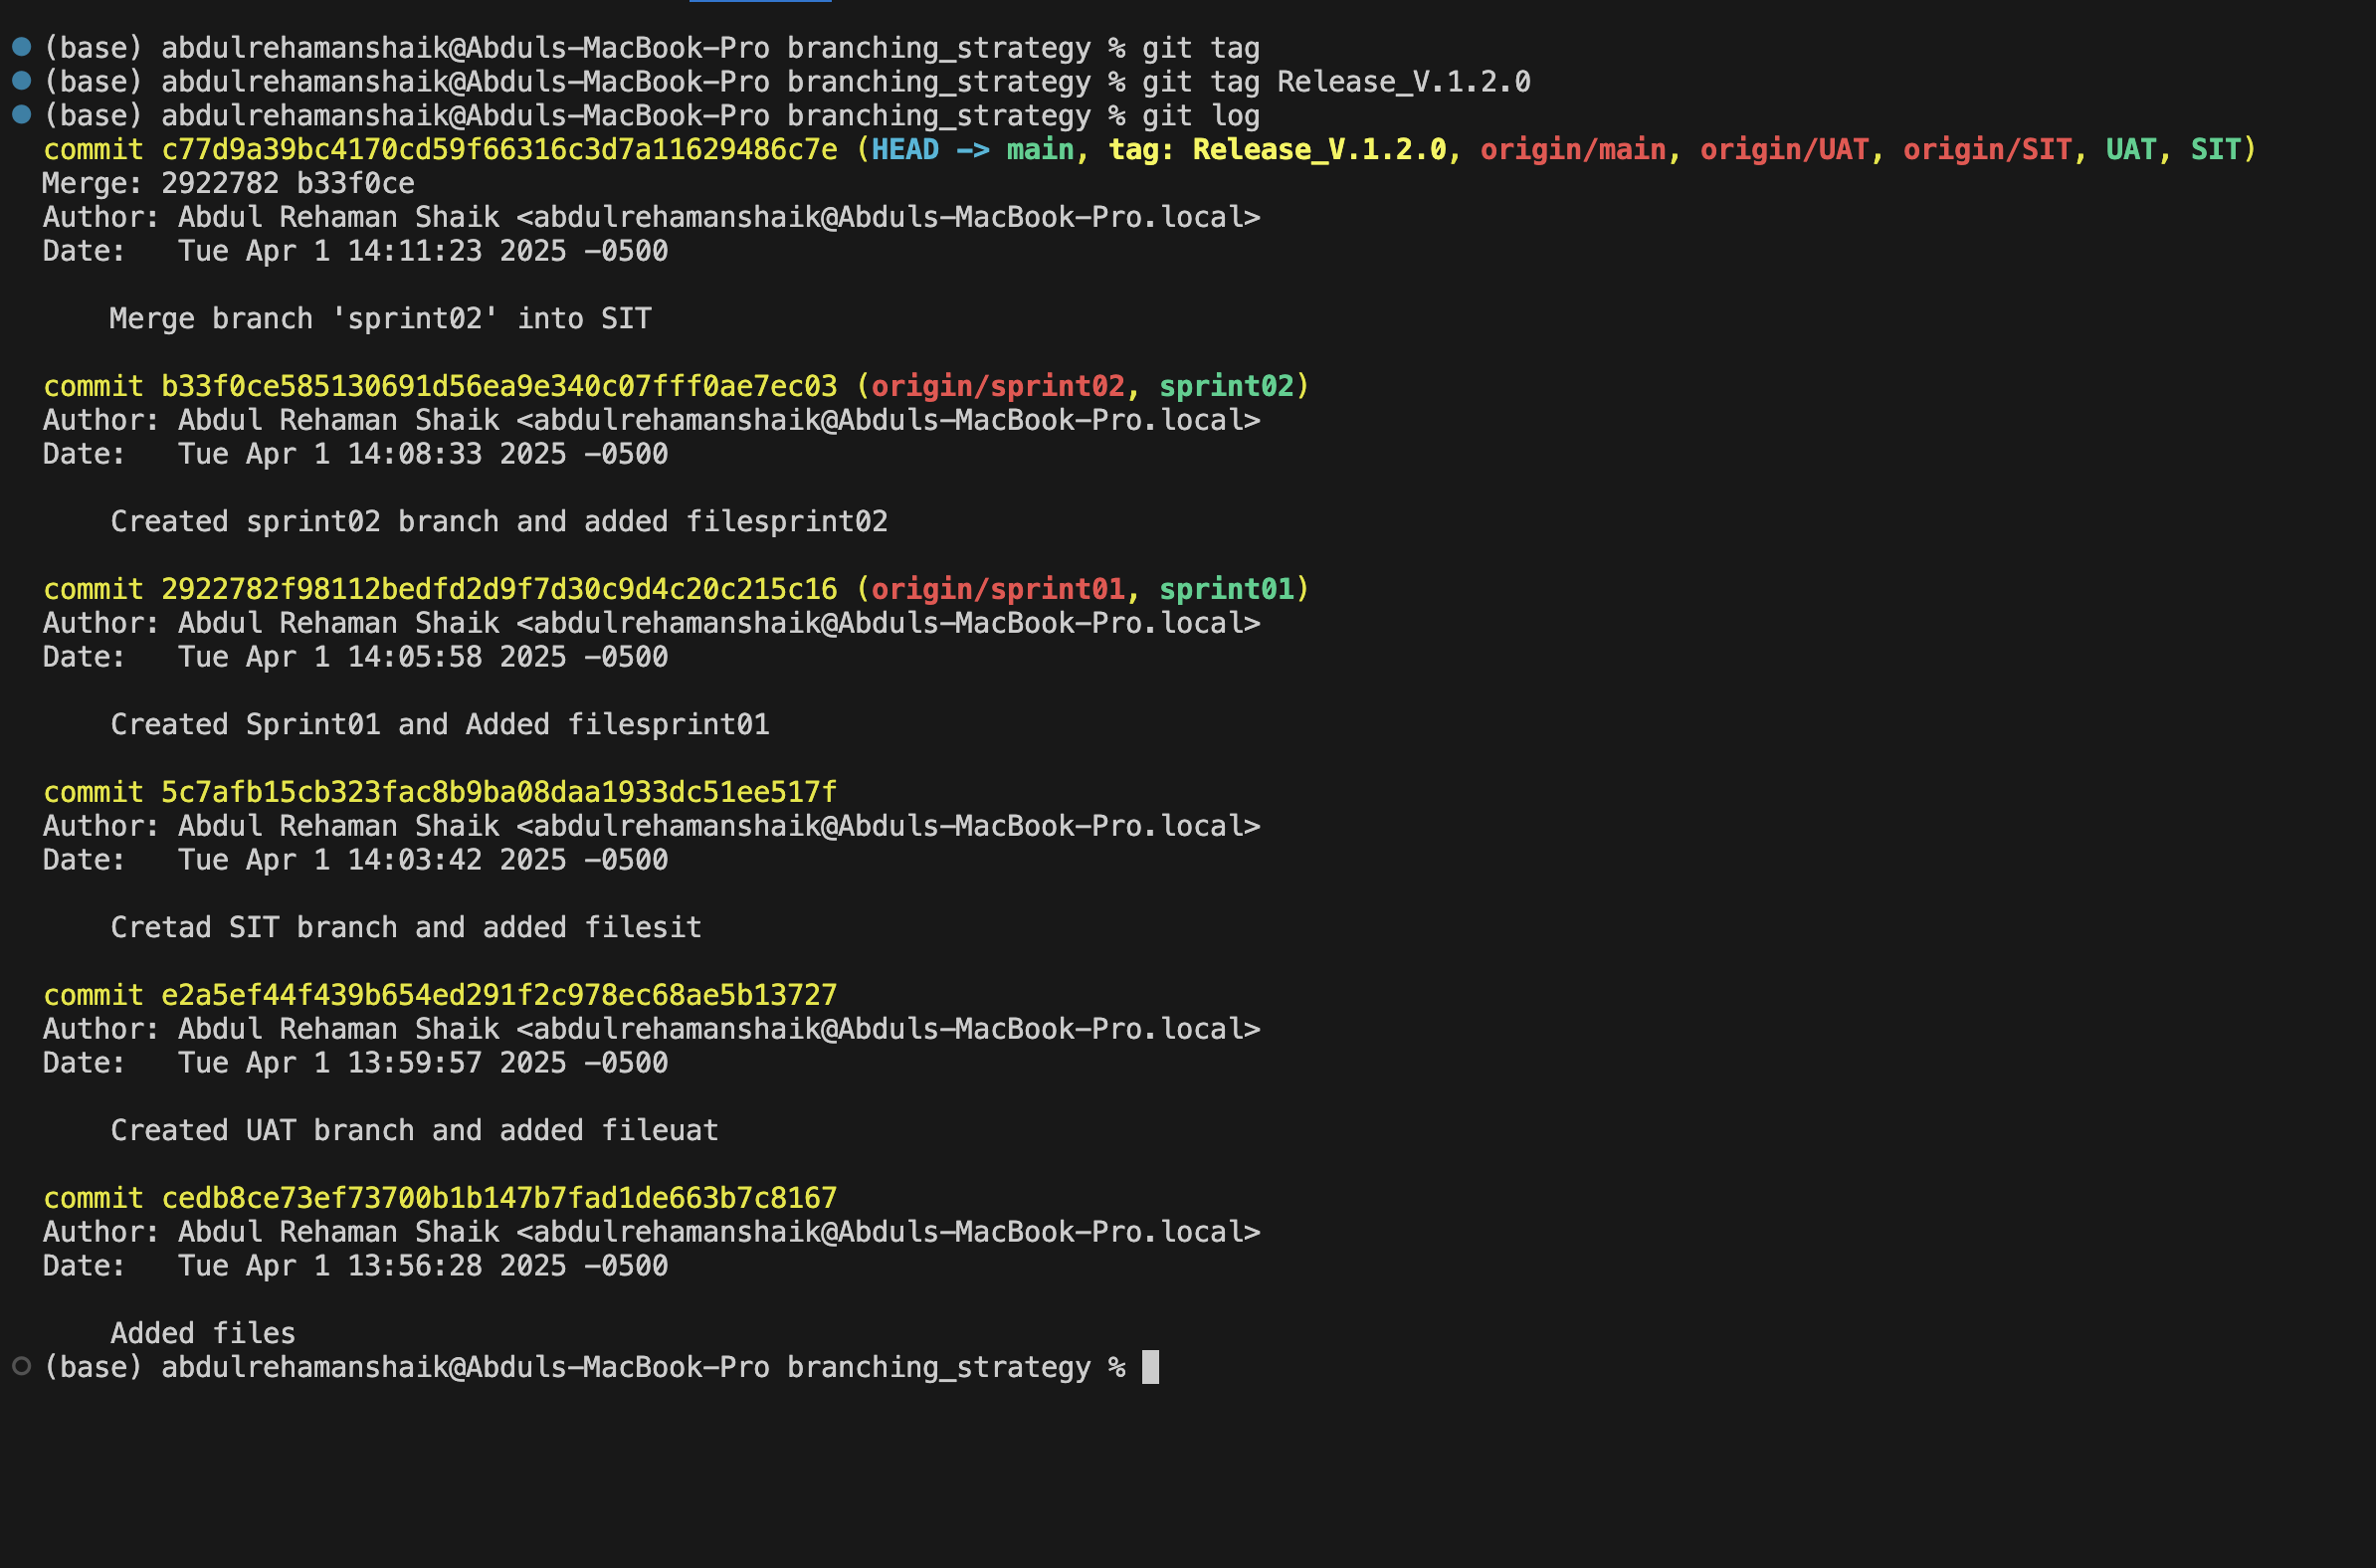 (base) abdulrehamanshaik@Abduls-MacBook-Pro branching_strategy % git tag
(base) abdulrehamanshaik@Abduls-MacBook-Pro branching_strategy % git tag Release_V.1.2.0
(base) abdulrehamanshaik@Abduls-MacBook-Pro branching_strategy % git log
commit c77d9a39bc4170cd59f66316c3d7a11629486c7e (HEAD -> main, tag: Release_V.1.2.0, origin/main, origin/UAT, origin/SIT, UAT, SIT)
Merge: 2922782 b33f0ce
Author: Abdul Rehaman Shaik <abdulrehamanshaik@Abduls-MacBook-Pro.local>
Date:   Tue Apr 1 14:11:23 2025 -0500
    Merge branch 'sprint02' into SIT
commit b33f0ce585130691d56ea9e340c07fff0ae7ec03 (origin/sprint02, sprint02)
Author: Abdul Rehaman Shaik <abdulrehamanshaik@Abduls-MacBook-Pro.local>
Date:   Tue Apr 1 14:08:33 2025 -0500
    Created sprint02 branch and added filesprint02
commit 2922782f98112bedfd2d9f7d30c9d4c20c215c16 (origin/sprint01, sprint01)
Author: Abdul Rehaman Shaik <abdulrehamanshaik@Abduls-MacBook-Pro.local>
Date:   Tue Apr 1 14:05:58 2025 -0500
    Created Sprint01 and Added filesprint01
commit 5c7afb15cb323fac8b9ba08daa1933dc51ee517f
Author: Abdul Rehaman Shaik <abdulrehamanshaik@Abduls-MacBook-Pro.local>
Date:   Tue Apr 1 14:03:42 2025 -0500
    Cretad SIT branch and added filesit
commit e2a5ef44f439b654ed291f2c978ec68ae5b13727
Author: Abdul Rehaman Shaik <abdulrehamanshaik@Abduls-MacBook-Pro.local>
Date:   Tue Apr 1 13:59:57 2025 -0500
    Created UAT branch and added fileuat
commit cedb8ce73ef73700b1b147b7fad1de663b7c8167
Author: Abdul Rehaman Shaik <abdulrehamanshaik@Abduls-MacBook-Pro.local>
Date:   Tue Apr 1 13:56:28 2025 -0500
    Added files
(base) abdulrehamanshaik@Abduls-MacBook-Pro branching_strategy %